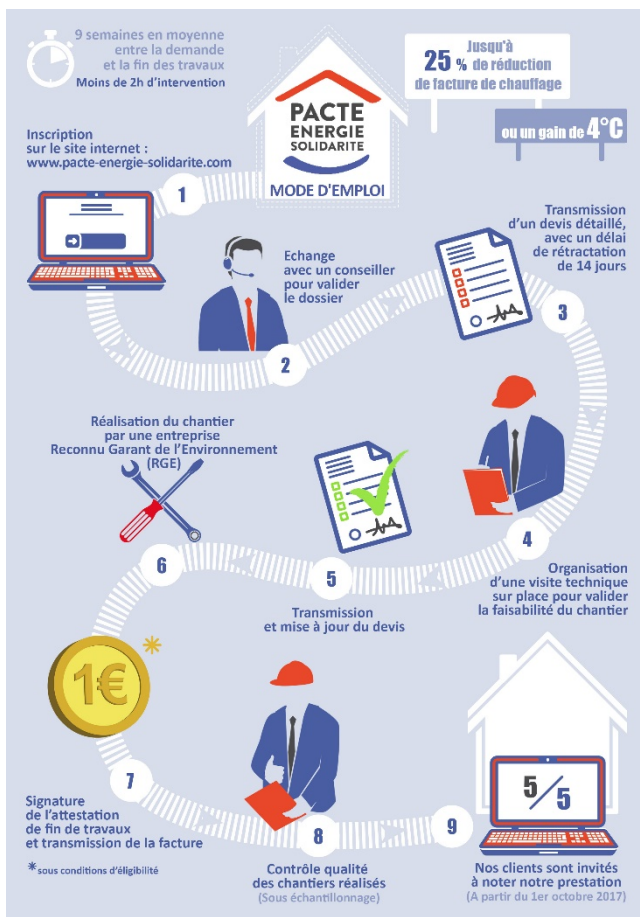 9 semaines en moyenne
entre la demande
et la fin des travaux
Moins de 2h d'intervention
PACTE
ENERGIE
SOLIDARITE
MODE D'EMPLOI
Jusqu'à
25 % de réduction
de facture de chauffage
ou un gain de 4°C
Inscription
sur le site internet :
www.pacte-energie-solidarite.com
1
Echange
avec un conseiller
pour valider
le dossier
2
Transmission
d'un devis détaillé,
avec un délai
de rétractation
de 14 jours
3
Organisation
d'une visite technique
sur place pour valider
la faisabilité du chantier
4
Transmission
et mise à jour du devis
5
Réalisation du chantier
par une entreprise
Reconnu Garant de l'Environnement
(RGE)
6
1€*
7
Signature
de l'attestation
de fin de travaux
et transmission de la facture
*sous conditions d'éligibilité
8
Contrôle qualité
des chantiers réalisés
(Sous échantillonnage)
9
5/5
Nos clients sont invités
à noter notre prestation
(A partir du 1er octobre 2017)